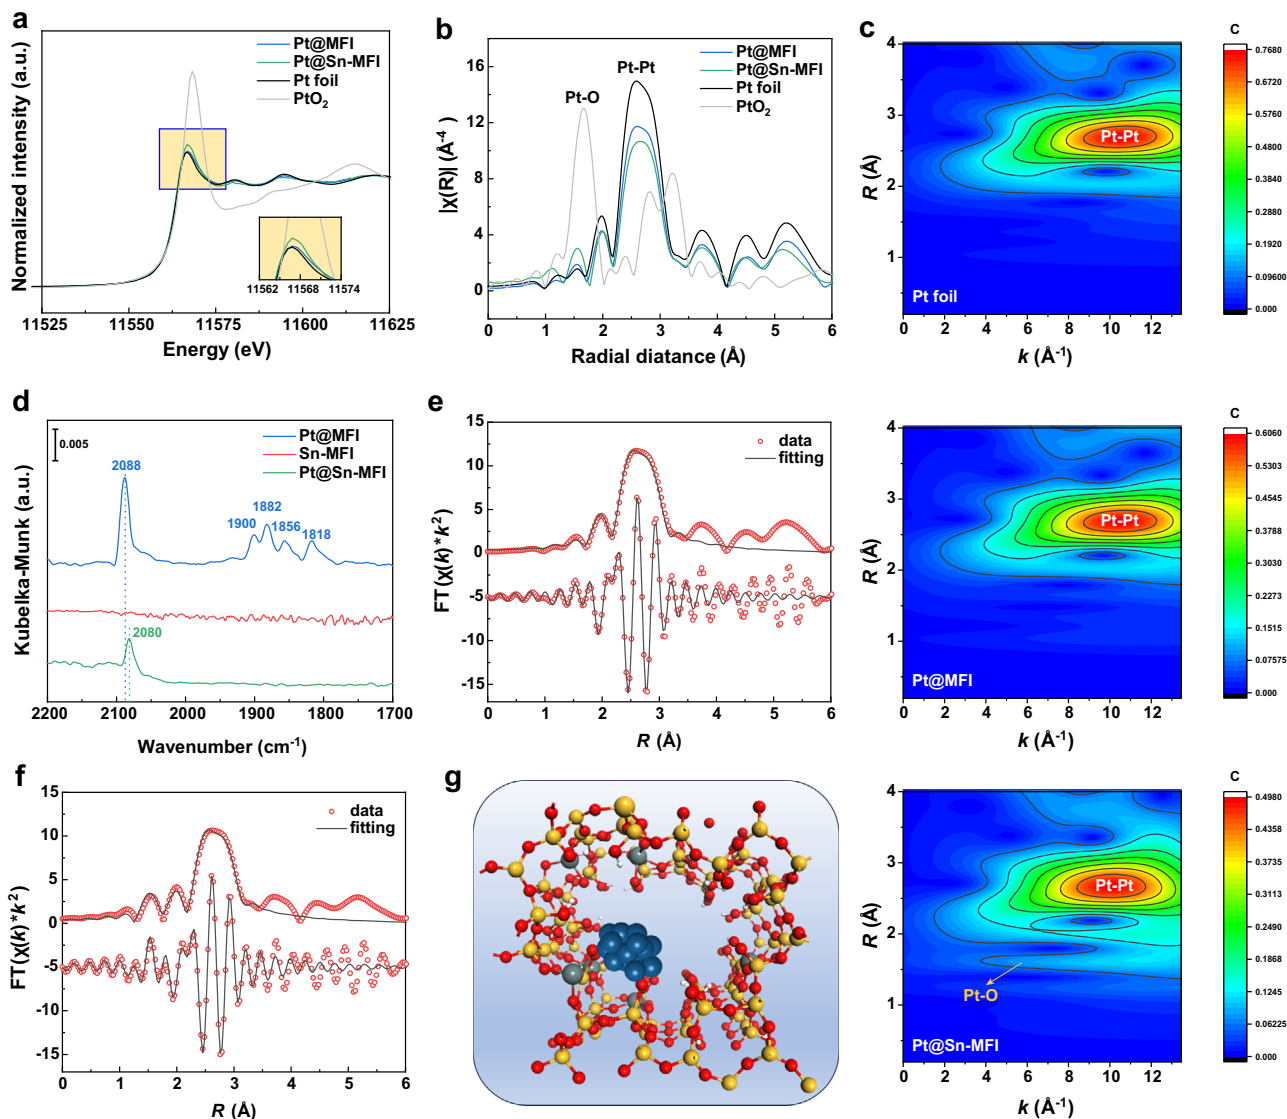 a
Normalized intensity (a.u.)
Pt@MFI
Pt@Sn-MFI
Pt foil
PtO₂
11562 11568 11574
11525 11550 11575 11600 11625
Energy (eV)
b
|χ(R)| (Å⁻⁴)
16
12
8
4
0
Pt-O
Pt-Pt
Pt@MFI
Pt@Sn-MFI
Pt foil
PtO₂
0 1 2 3 4 5 6
Radial diatance (Å)
c
R (Å)
4
3
2
1
Pt-Pt
Pt foil
0 2 4 6 8 10 12
k (Å⁻¹)
C
0.7680
0.6720
0.5760
0.4800
0.3840
0.2880
0.1920
0.09600
0.000
d
Kubelka-Munk (a.u.)
0.005
Pt@MFI
Sn-MFI
Pt@Sn-MFI
2088
1900
1882
1856
1818
2080
2200 2100 2000 1900 1800 1700
Wavenumber (cm⁻¹)
e
FT(χ(k)*k²)
15
10
5
0
-5
-10
-15
data
fitting
0 1 2 3 4 5 6
R (Å)
R (Å)
4
3
2
1
Pt-Pt
Pt@MFI
0 2 4 6 8 10 12
k (Å⁻¹)
C
0.6060
0.5303
0.4545
0.3788
0.3030
0.2273
0.1515
0.07575
0.000
f
FT(χ(k)*k²)
15
10
5
0
-5
-10
-15
data
fitting
0 1 2 3 4 5 6
R (Å)
g
R (Å)
4
3
2
1
Pt-Pt
Pt-O
Pt@Sn-MFI
0 2 4 6 8 10 12
k (Å⁻¹)
C
0.4980
0.4358
0.3735
0.3113
0.2490
0.1867
0.1245
0.06225
0.000